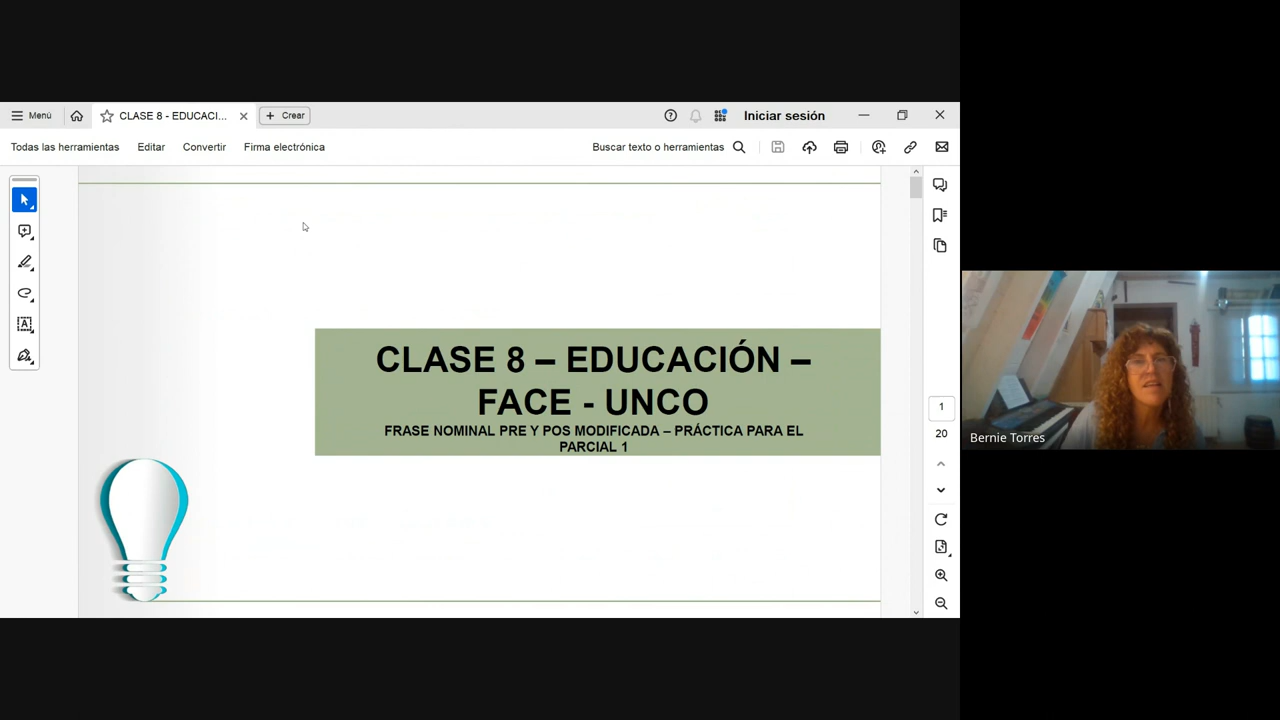 Menú
CLASE 8 - EDUCACI...
Crear
Iniciar sesión
Todas las herramientas
Editar
Convertir
Firma electrónica
Buscar texto o herramientas
CLASE 8 – EDUCACIÓN –
FACE - UNCO
FRASE NOMINAL PRE Y POS MODIFICADA – PRÁCTICA PARA EL
PARCIAL 1
1
20
Bernie Torres